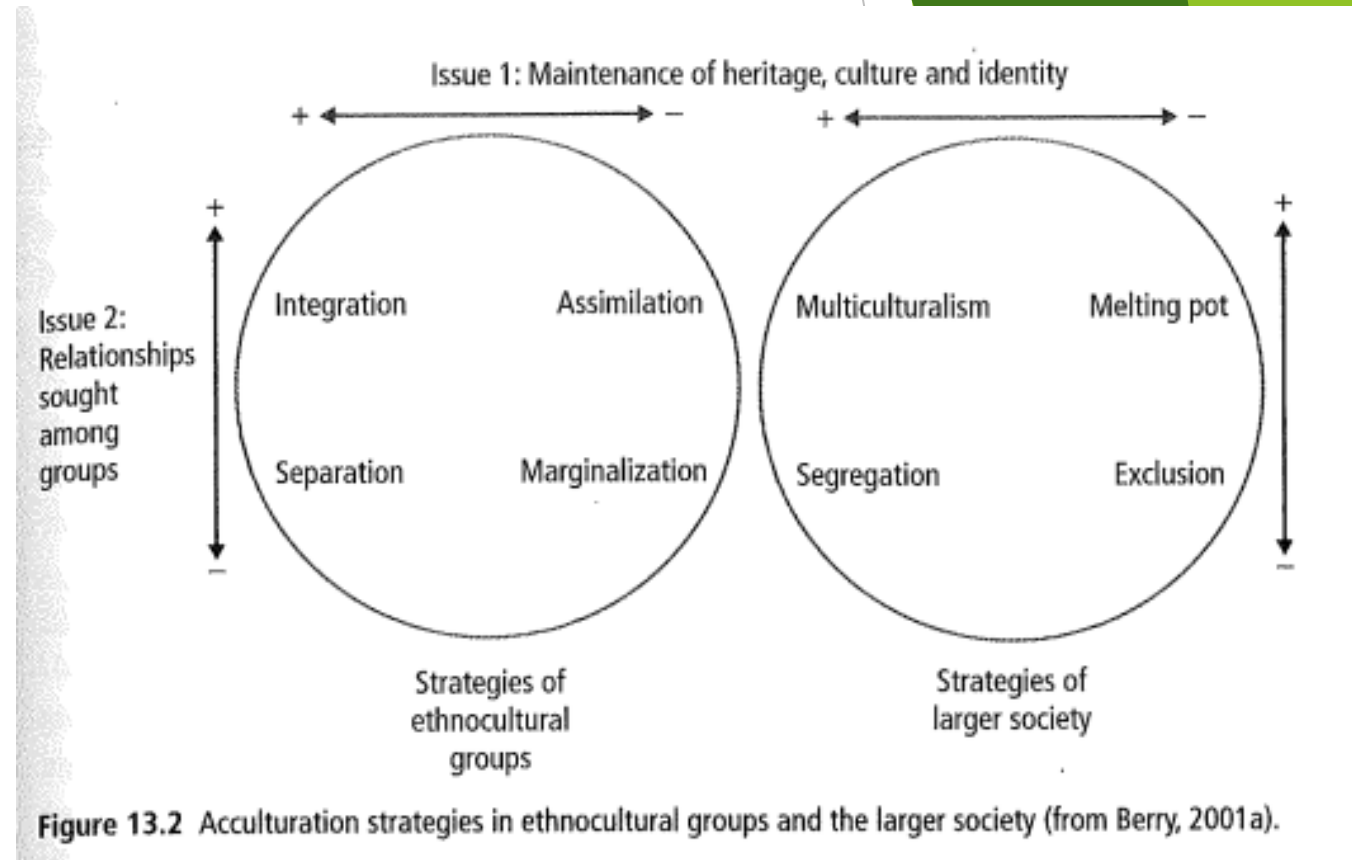 Issue 1: Maintenance of heritage, culture and identity
+ −
+ −
+
+
Issue 2:
Relationships
sought
among
groups
Integration Assimilation
Multiculturalism Melting pot
Separation Marginalization
Segregation Exclusion
−
−
Strategies of
ethnocultural
groups
Strategies of
larger society
Figure 13.2 Acculturation strategies in ethnocultural groups and the larger society (from Berry, 2001a).